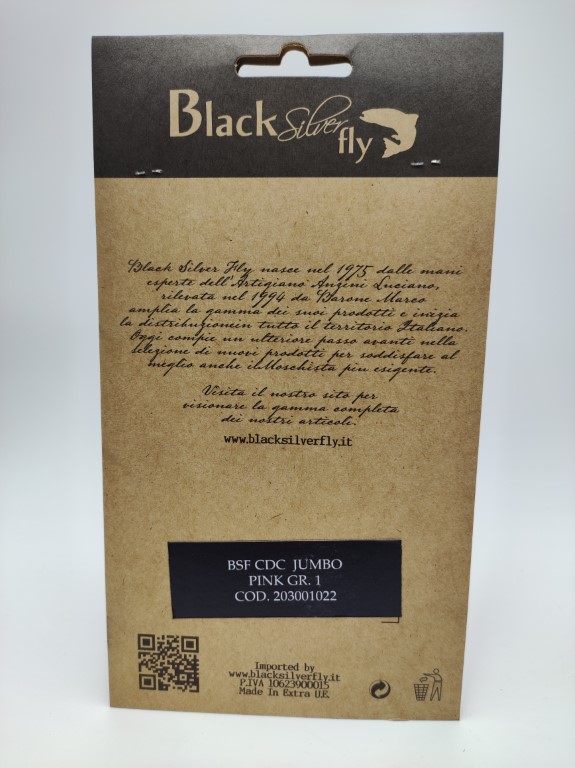 Black Silver fly
Black Silver Fly nasce nel 1975 dalle mani
esperte dell'Artigiano Angini Luciano,
rilevata nel 1994 da Barone Marco
amplia la gamma dei suoi prodotti e inizia
la distribuzionein tutto il territorio Italiano.
Oggi compie un ulteriore passo avanti nella
selezione di nuovi prodotti per soddisfare al
meglio anche il Moschista piu esigente.
Visita il nostro sito per
visionare la gamma completa
dei nostri articoli.
www.blacksilverfly.it
BSF CDC JUMBO
PINK GR. 1
COD. 203001022
Imported by
www.blacksilverfly.it
P.IVA 10623900015
Made In Extra U.E.